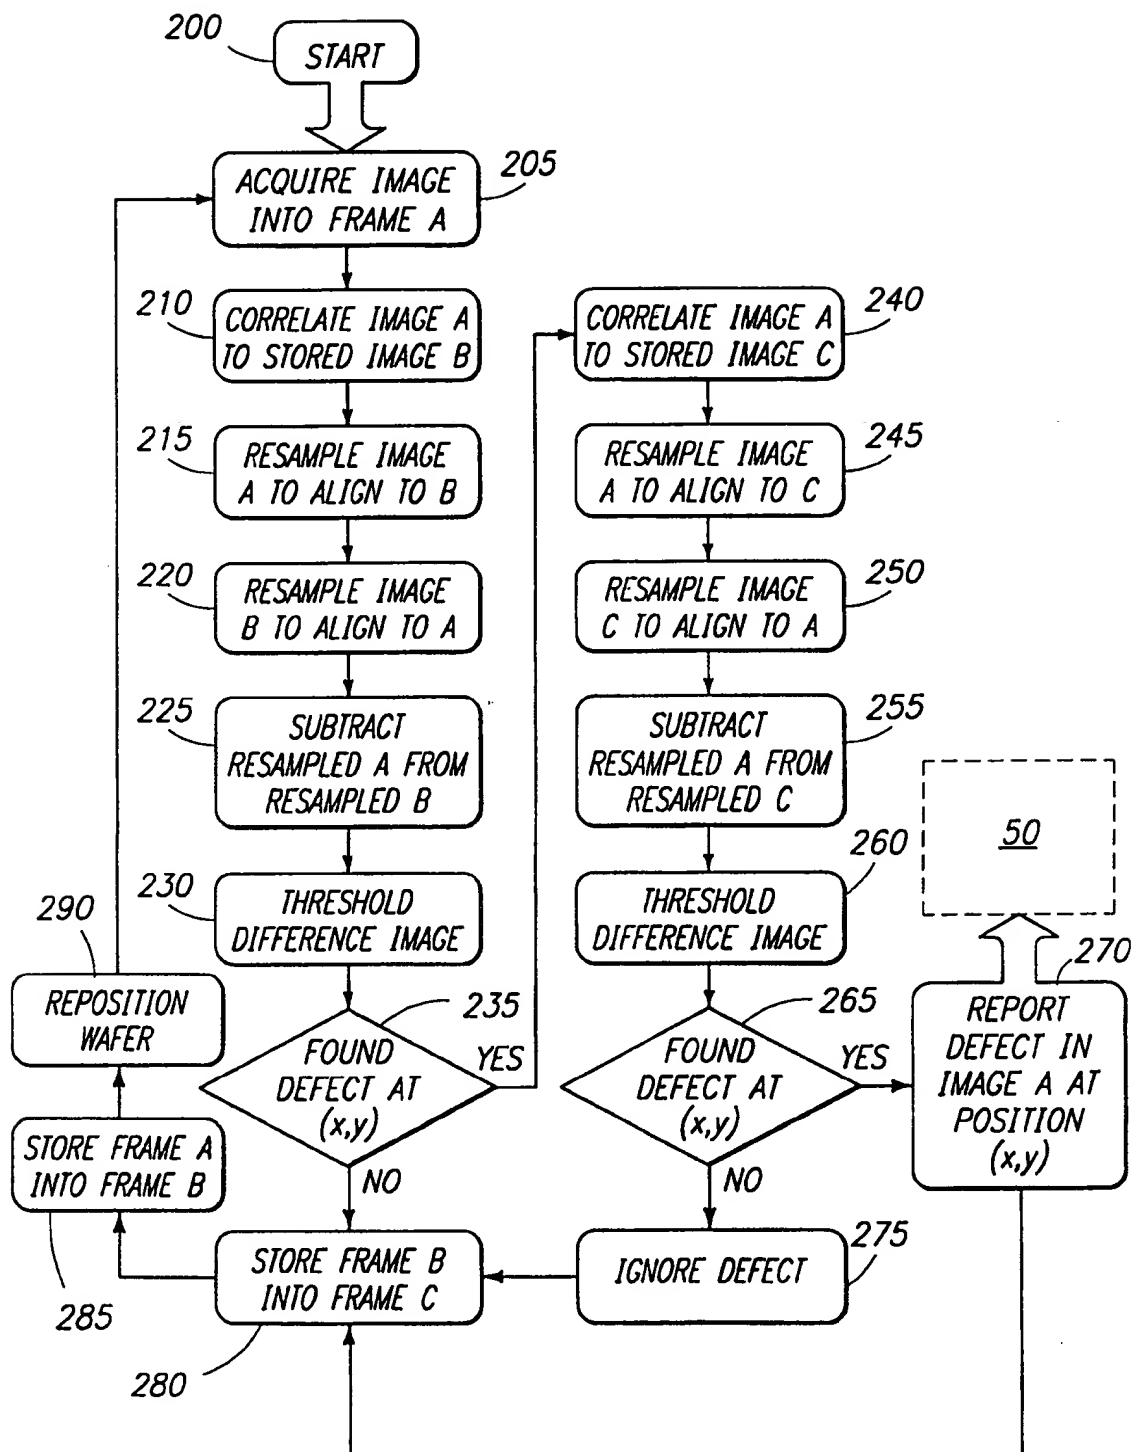 200
START
ACQUIRE IMAGE
INTO FRAME A
205
210
CORRELATE IMAGE A
TO STORED IMAGE B
215
RESAMPLE IMAGE
A TO ALIGN TO B
220
RESAMPLE IMAGE
B TO ALIGN TO A
225
SUBTRACT
RESAMPLED A FROM
RESAMPLED B
230
THRESHOLD
DIFFERENCE IMAGE
235
FOUND
DEFECT AT
(x,y)
YES
NO
240
CORRELATE IMAGE A
TO STORED IMAGE C
245
RESAMPLE IMAGE
A TO ALIGN TO C
250
RESAMPLE IMAGE
C TO ALIGN TO A
255
SUBTRACT
RESAMPLED A FROM
RESAMPLED C
260
THRESHOLD
DIFFERENCE IMAGE
265
FOUND
DEFECT AT
(x,y)
YES
NO
50
270
REPORT
DEFECT IN
IMAGE A AT
POSITION
(x,y)
275
IGNORE DEFECT
STORE FRAME B
INTO FRAME C
280
STORE FRAME A
INTO FRAME B
285
290
REPOSITION
WAFER